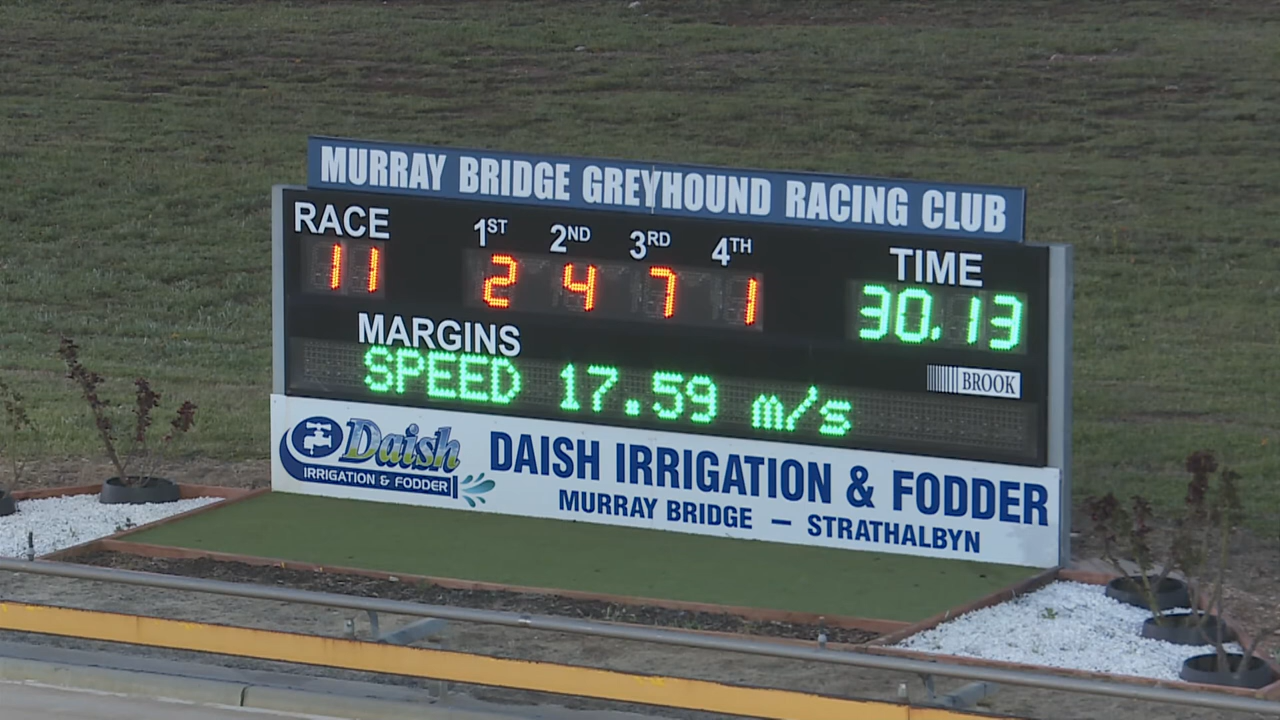 MURRAY BRIDGE GREYHOUND RACING CLUB
RACE 1ST 2ND 3RD 4TH TIME
11 2 4 7 1 30.13
MARGINS
SPEED 17.59 m/s
BROOK
Daish
IRRIGATION & FODDER
DAISH IRRIGATION & FODDER
MURRAY BRIDGE – STRATHALBYN